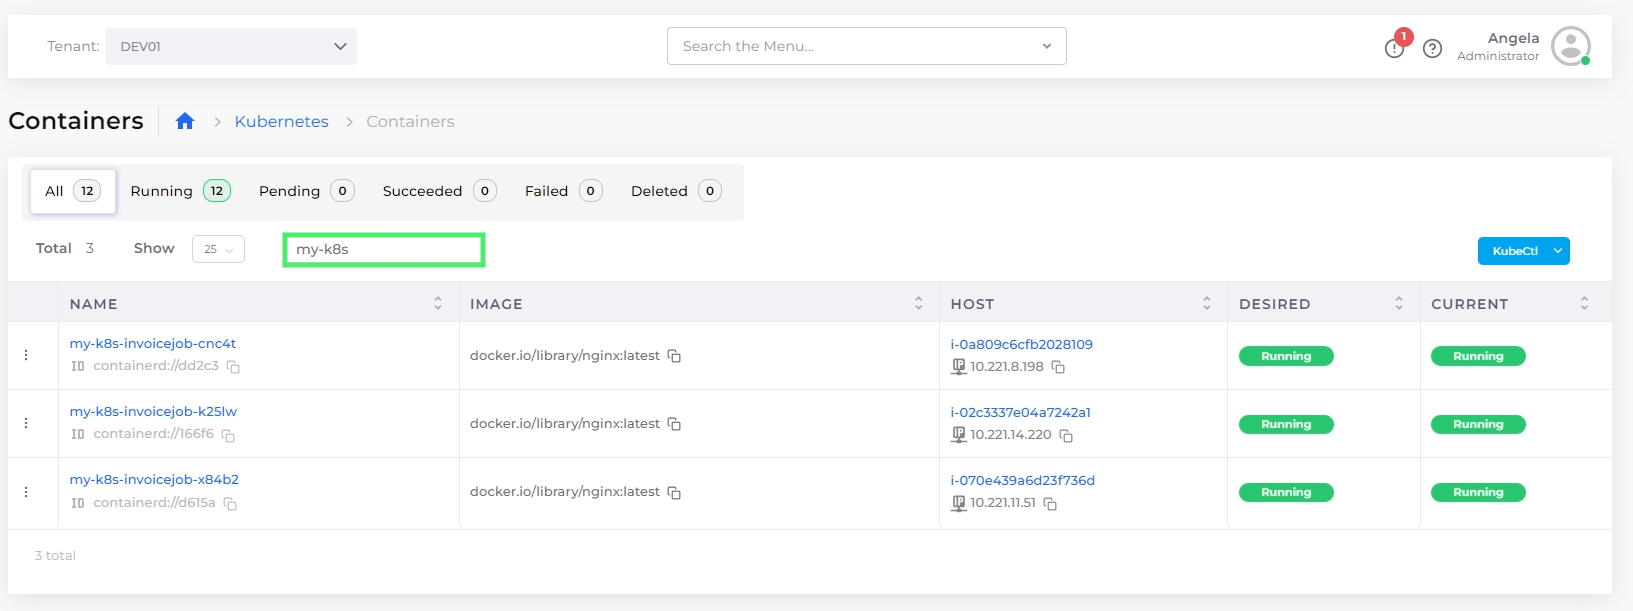 Tenant: DEV01 Search the Menu... 1 Angela
Administrator
Containers > Kubernetes > Containers
All 12 Running 12 Pending 0 Succeeded 0 Failed 0 Deleted 0
Total 3 Show 25 my-k8s KubeCtl
NAME IMAGE HOST DESIRED CURRENT
my-k8s-invoicejob-cnc4t docker.io/library/nginx:latest i-0a809c6cfb2028109 Running Running
ID containerd://dd2c3 10.221.8.198
my-k8s-invoicejob-k25lw docker.io/library/nginx:latest i-02c3337e04a7242a1 Running Running
ID containerd://166f6 10.221.14.220
my-k8s-invoicejob-x84b2 docker.io/library/nginx:latest i-070e439a6d23f736d Running Running
ID containerd://d615a 10.221.11.51
3 total